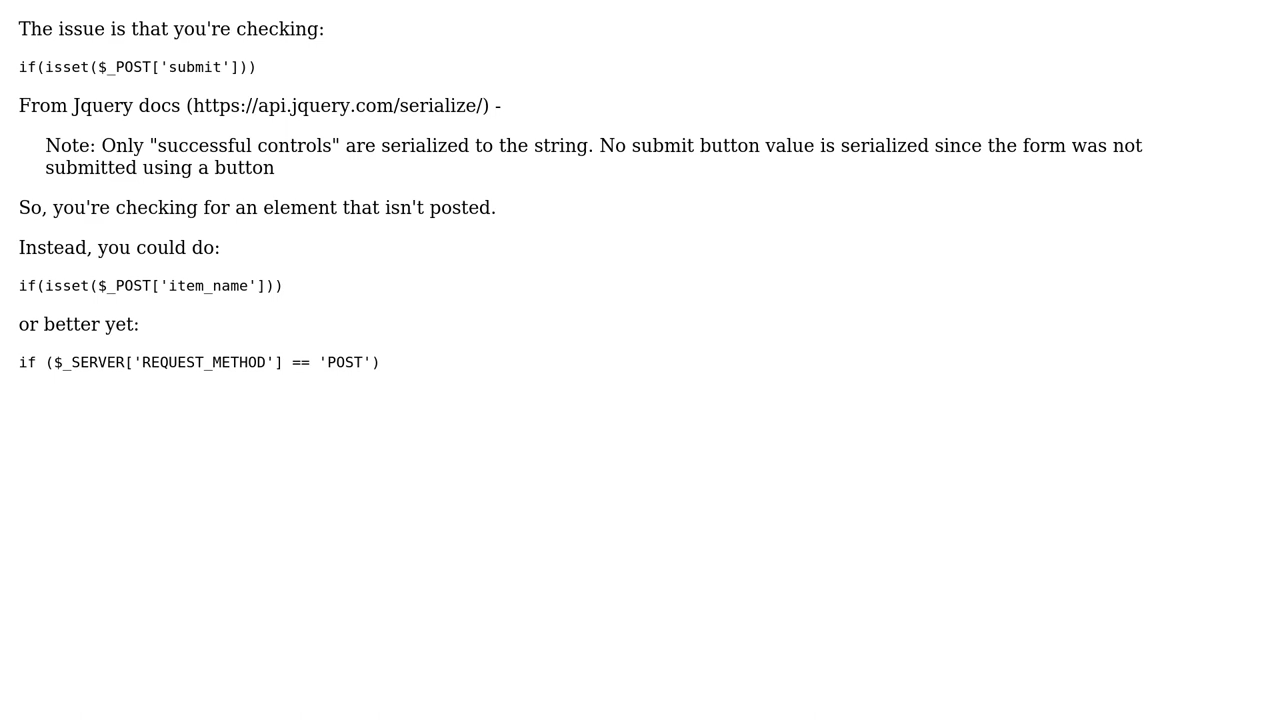 The issue is that you're checking:
if(isset($_POST['submit']))
From Jquery docs (https://api.jquery.com/serialize/) -
Note: Only "successful controls" are serialized to the string. No submit button value is serialized since the form was not
submitted using a button
So, you're checking for an element that isn't posted.
Instead, you could do:
if(isset($_POST['item_name']))
or better yet:
if ($_SERVER['REQUEST_METHOD'] == 'POST')